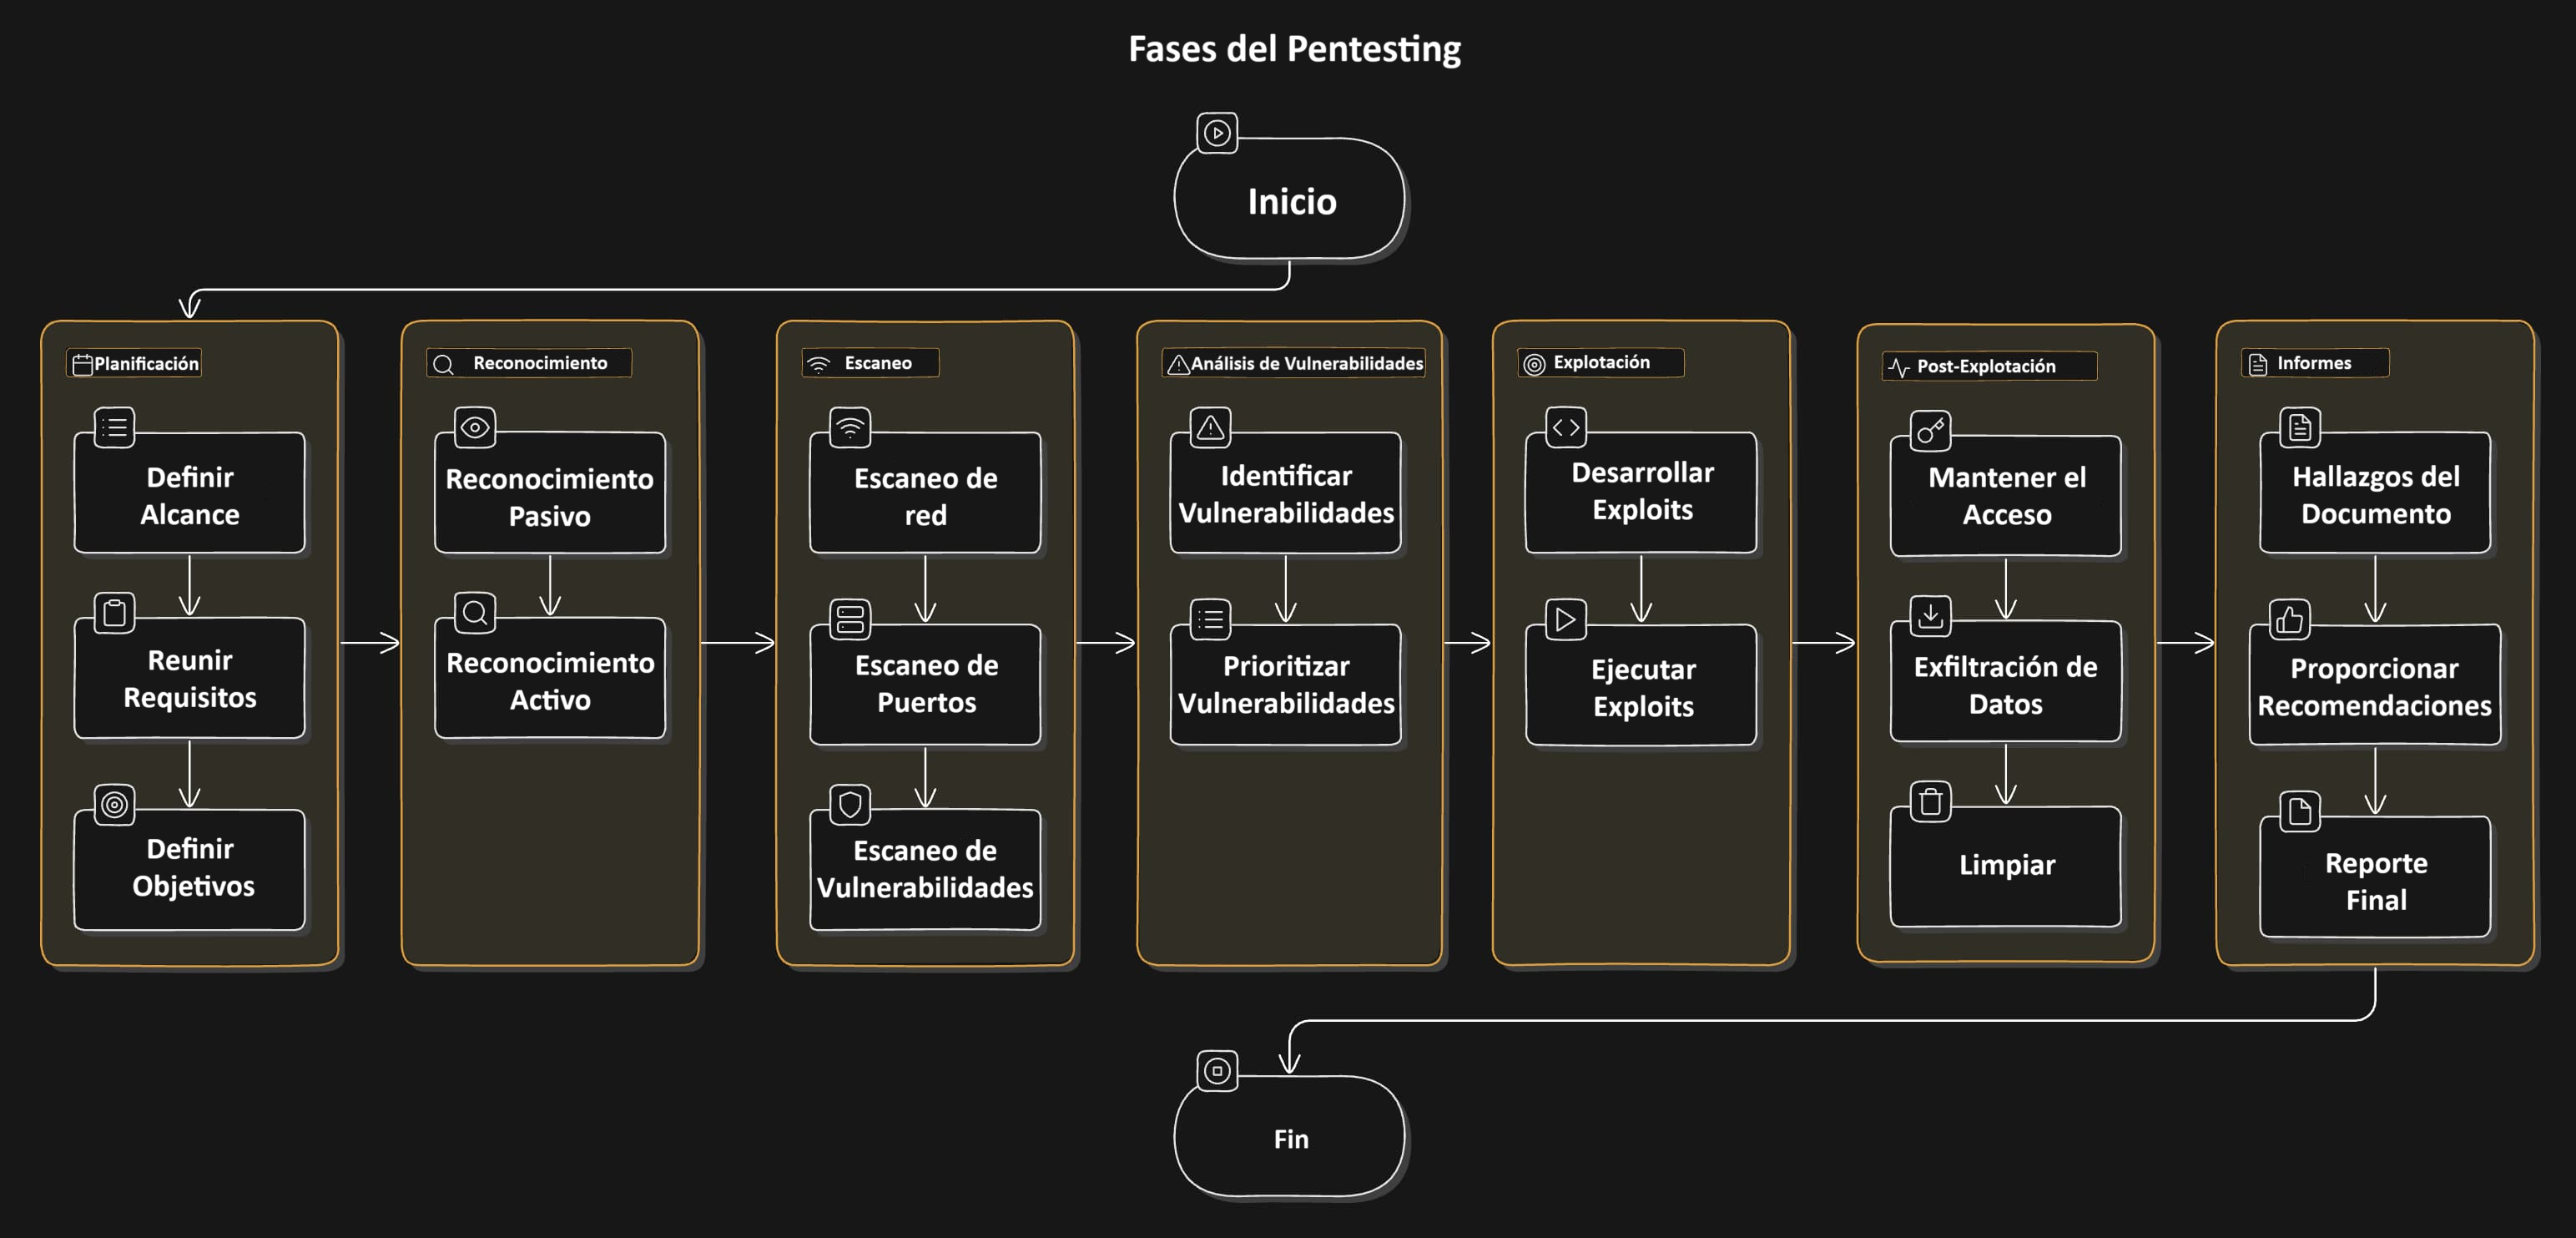 Fases del Pentesting
Inicio
Planificación
Definir
Alcance
Reunir
Requisitos
Definir
Objetivos
Reconocimiento
Reconocimiento
Pasivo
Reconocimiento
Activo
Escaneo
Escaneo de
red
Escaneo de
Puertos
Escaneo de
Vulnerabilidades
Análisis de Vulnerabilidades
Identificar
Vulnerabilidades
Prioritizar
Vulnerabilidades
Explotación
Desarrollar
Exploits
Ejecutar
Exploits
Post-Explotación
Mantener el
Acceso
Exfiltración de
Datos
Limpiar
Informes
Hallazgos del
Documento
Proporcionar
Recomendaciones
Reporte
Final
Fin